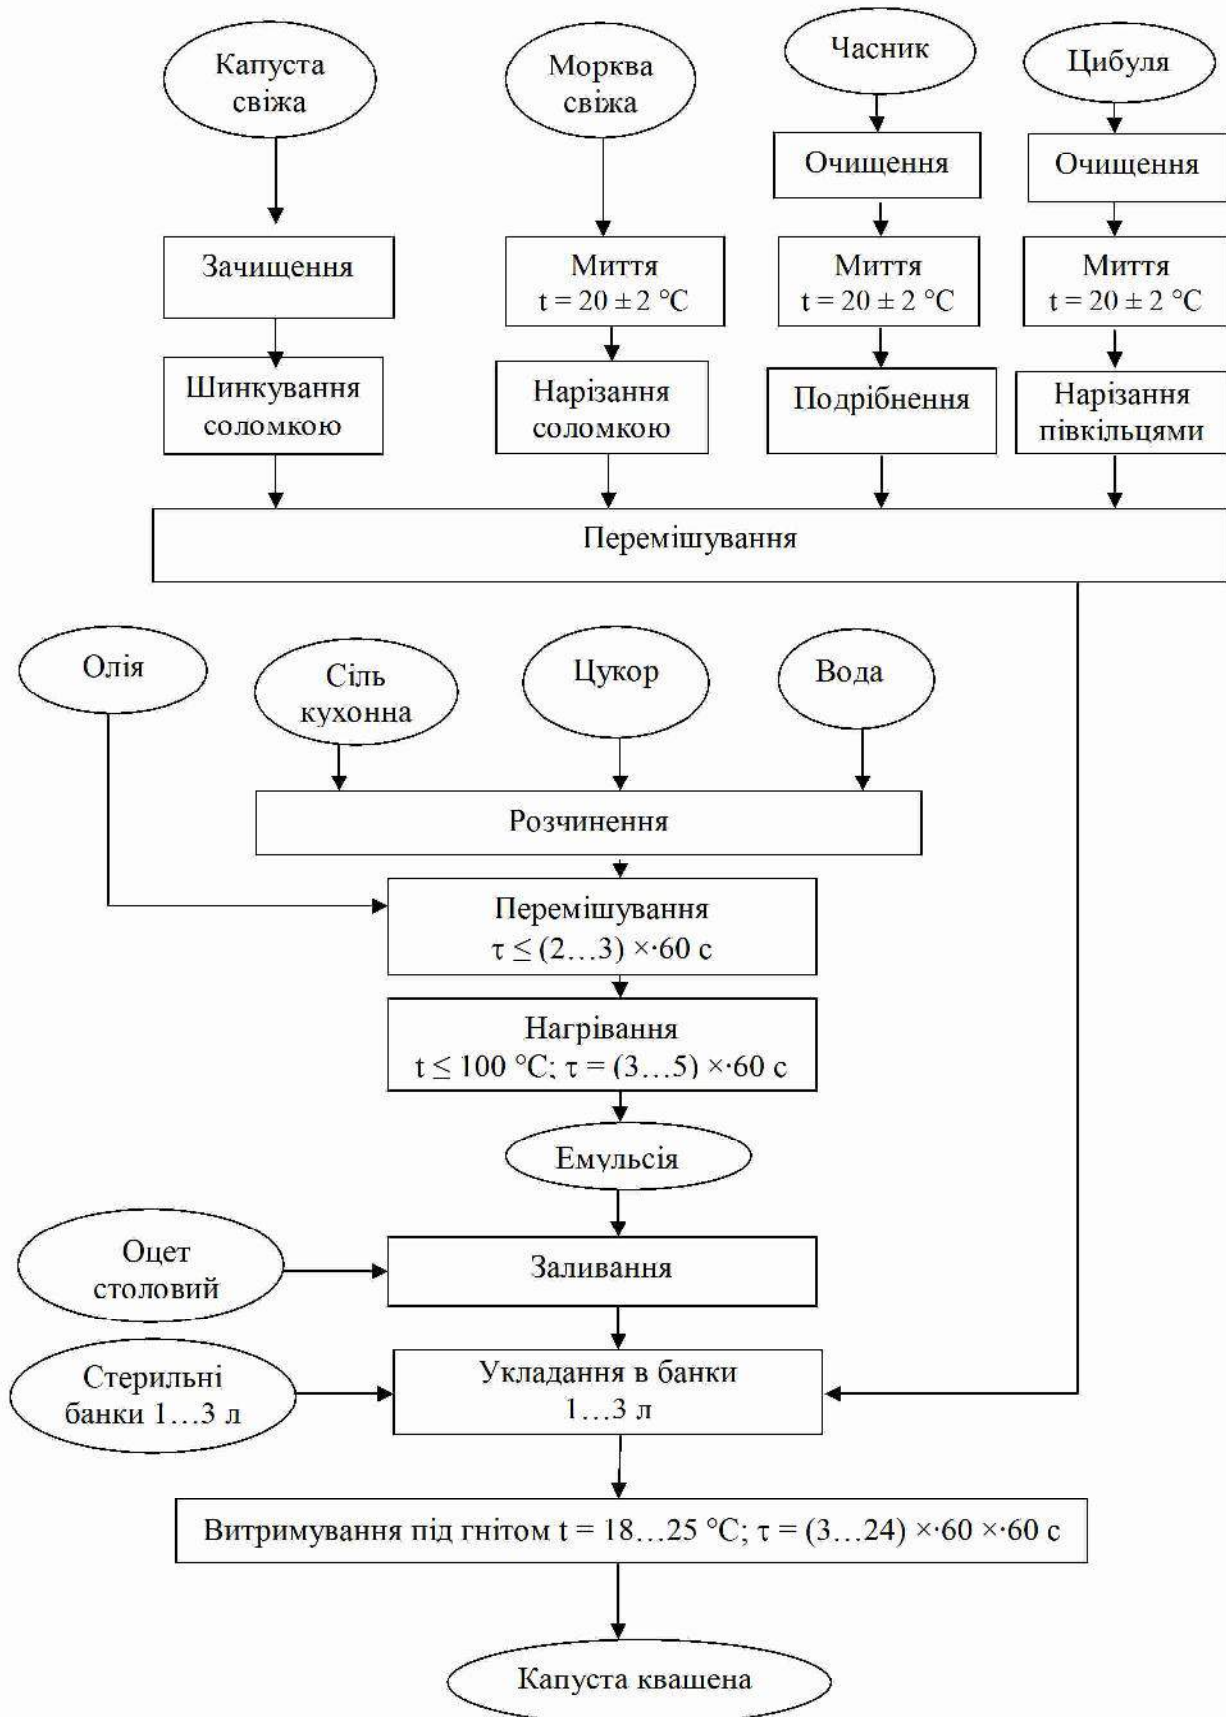 Капуста
свіжа
Морква
свіжа
Часник
Цибуля
Очищення
Очищення
Зачищення
Миття
t = 20 ± 2 °С
Миття
t = 20 ± 2 °С
Миття
t = 20 ± 2 °С
Шинкування
соломкою
Нарізання
соломкою
Подрібнення
Нарізання
півкільцями
Перемішування
Олія
Сіль
кухонна
Цукор
Вода
Розчинення
Перемішування
τ ≤ (2…3) ×·60 с
Нагрівання
t ≤ 100 °С; τ = (3…5) ×·60 с
Емульсія
Оцет
столовий
Заливання
Стерильні
банки 1…3 л
Укладання в банки
1…3 л
Витримування під гнітом t = 18…25 °С; τ = (3…24) ×·60 ×·60 с
Капуста квашена